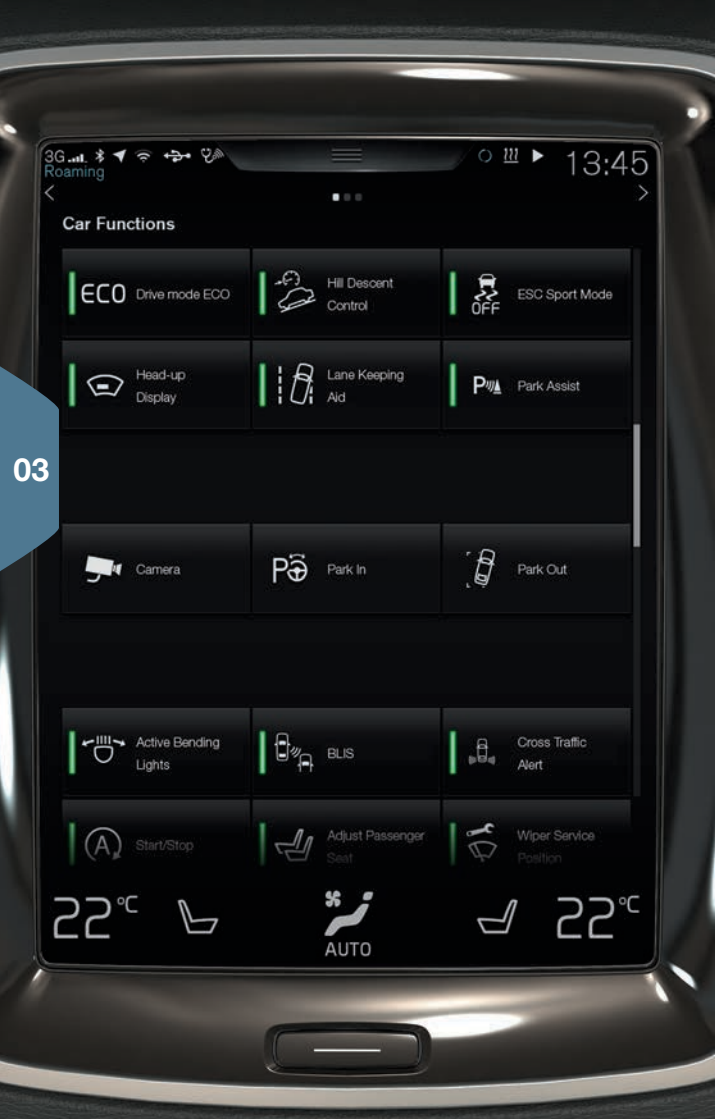 3G
Roaming
13:45
Car Functions
ECO Drive mode ECO
Hill Descent
Control
OFF
ESC Sport Mode
Head-up
Display
Lane Keeping
Aid
P Park Assist
03
Camera
P Park In
Park Out
Active Bending
Lights
BLIS
Cross Traffic
Alert
A Start/Stop
Adjust Passenger
Seat
Wiper Service
Position
22°C
AUTO
22°C